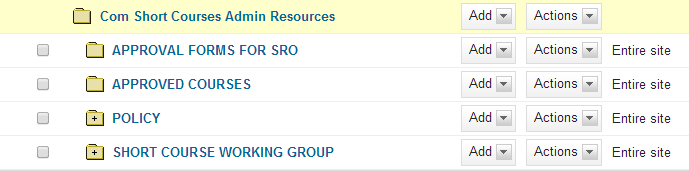 Com Short Courses Admin Resources Add Actions
APPROVAL FORMS FOR SRO Add Actions Entire site
APPROVED COURSES Add Actions Entire site
POLICY Add Actions Entire site
SHORT COURSE WORKING GROUP Add Actions Entire site